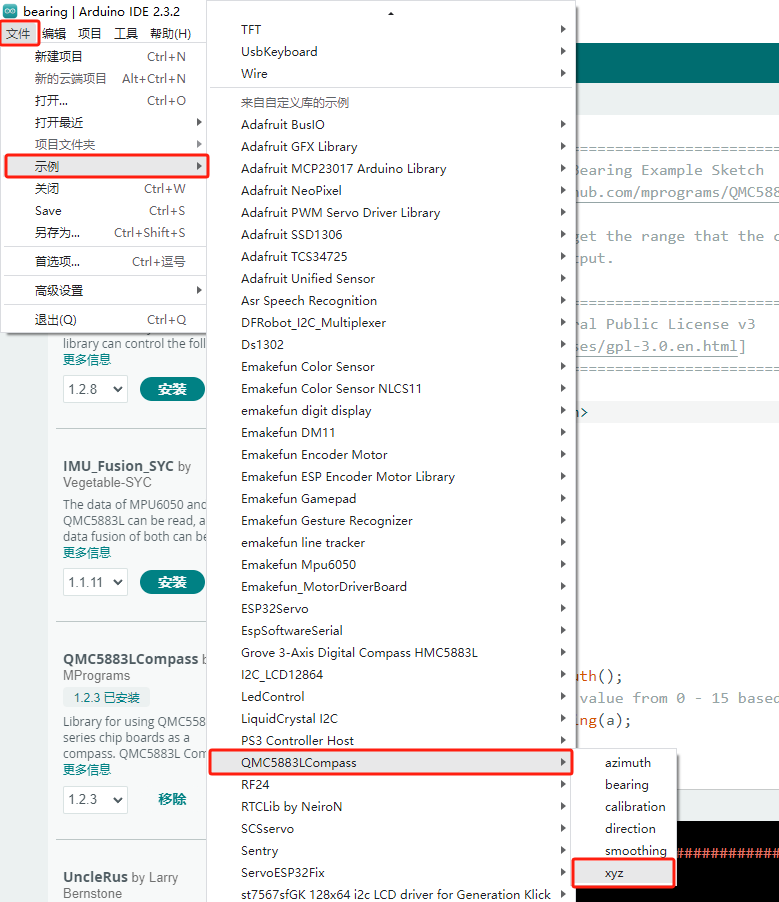 bearing | Arduino IDE 2.3.2
文件 编辑 项目 工具 帮助(H)
新建项目 Ctrl+N
新的云端项目 Alt+Ctrl+N
打开... Ctrl+O
打开最近
项目文件夹
示例
关闭 Ctrl+W
Save Ctrl+S
另存为... Ctrl+Shift+S
首选项... Ctrl+逗号
高级设置
退出(Q) Ctrl+Q
library can control the foll
更多信息
1.2.8 安装
IMU_Fusion_SYC by
Vegetable-SYC
The data of MPU6050 and
QMC5883L can be read, a
data fusion of both can be
更多信息
1.1.11 安装
QMC5883LCompass b
MPrograms
1.2.3 已安装
Library for using QMC558
series chip boards as a
compass. QMC5883L Com
更多信息
1.2.3 移除
UncleRus by Larry
Bernstone
TFT
UsbKeyboard
Wire
来自自定义库的示例
Adafruit BusIO
Adafruit GFX Library
Adafruit MCP23017 Arduino Library
Adafruit NeoPixel
Adafruit PWM Servo Driver Library
Adafruit SSD1306
Adafruit TCS34725
Adafruit Unified Sensor
Asr Speech Recognition
DFRobot_I2C_Multiplexer
Ds1302
Emakefun Color Sensor
Emakefun Color Sensor NLCS11
emakefun digit display
Emakefun DM11
Emakefun Encoder Motor
Emakefun ESP Encoder Motor Library
Emakefun Gamepad
Emakefun Gesture Recognizer
emakefun line tracker
Emakefun Mpu6050
Emakefun_MotorDriverBoard
ESP32Servo
EspSoftwareSerial
Grove 3-Axis Digital Compass HMC5883L
I2C_LCD12864
LedControl
LiquidCrystal I2C
PS3 Controller Host
QMC5883LCompass
RF24
RTCLib by NeiroN
SCSservo
Sentry
ServoESP32Fix
st7567sfGK 128x64 i2c LCD driver for Generation Klick
azimuth
bearing
calibration
direction
smoothing
xyz
===========================
Bearing Example Sketch
hub.com/mprograms/QMC588
get the range that the c
tput.
===========================
ral Public License v3
ses/gpl-3.0.en.html]
===========================
>
uth();
value from 0 - 15 based
ng(a);
############